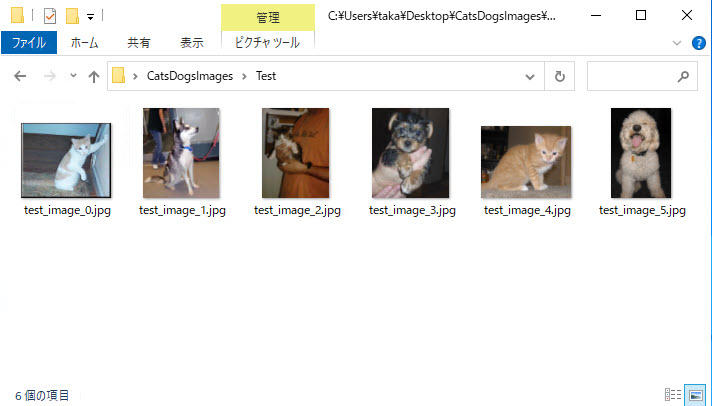 管理
C:¥Users¥taka¥Desktop¥CatsDogsImages¥...
ファイル ホーム 共有 表示 ピクチャ ツール
CatsDogsImages Test
test_image_0.jpg test_image_1.jpg test_image_2.jpg test_image_3.jpg test_image_4.jpg test_image_5.jpg
6 個の項目